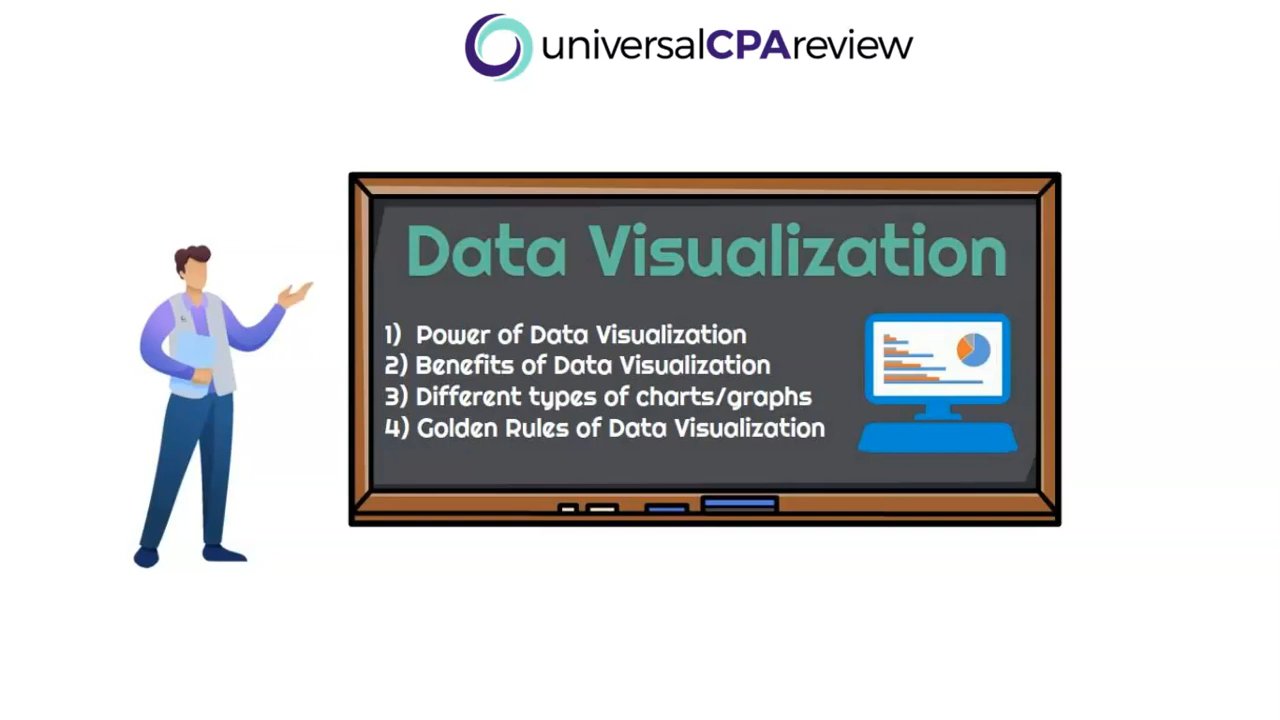 universalCPAreview
Data Visualization
1) Power of Data Visualization
2) Benefits of Data Visualization
3) Different types of charts/graphs
4) Golden Rules of Data Visualization